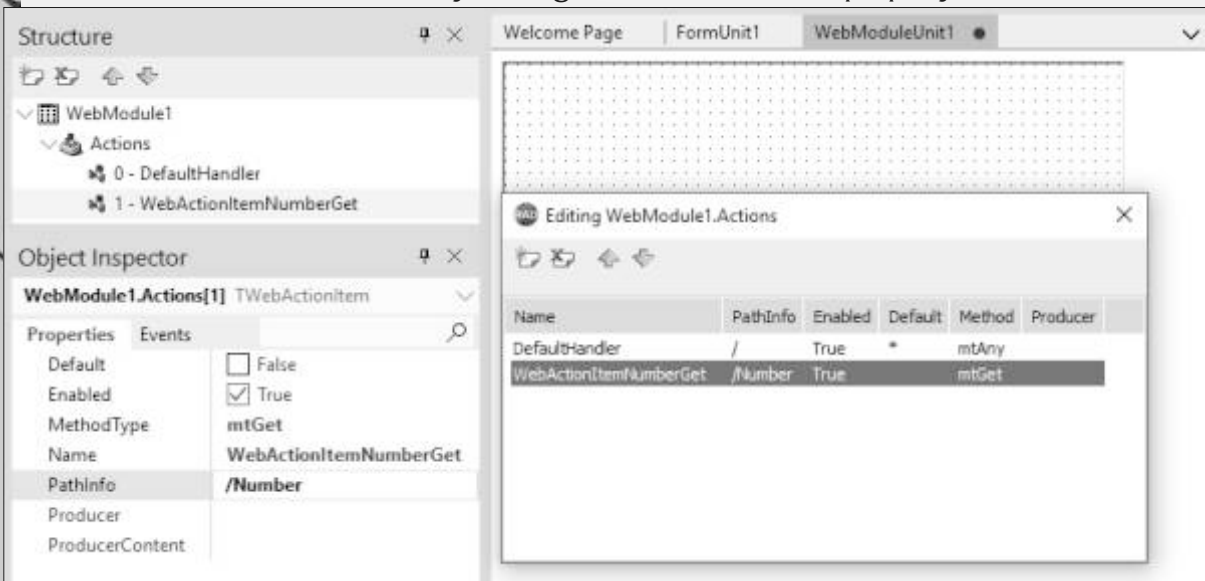 Structure
WebModule1
Actions
0 - DefaultHandler
1 - WebActionItemNumberGet
Object Inspector
WebModule1.Actions[1] TWebActionItem
Properties Events
Default False
Enabled True
MethodType mtGet
Name WebActionItemNumberGet
PathInfo /Number
Producer
ProducerContent
Welcome Page FormUnit1 WebModuleUnit1
Editing WebModule1.Actions
Name PathInfo Enabled Default Method Producer
DefaultHandler / True * mtAny
WebActionItemNumberGet /Number True mtGet